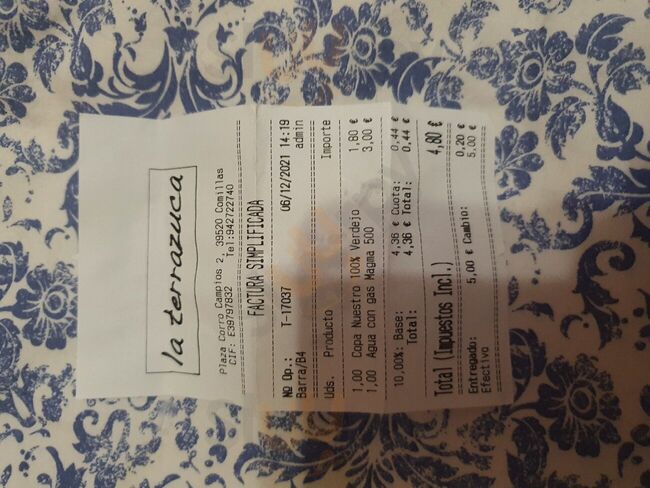 la terrazuca
Plaza Corro Campios 2, 39520 Comillas
Tel:942722740
CIF: E39797832
FACTURA SIMPLIFICADA
Nº Op.: T-17037 06/12/2021 14:19
Barra/B4 admin
Uds. Producto Importe
1,00 Copa Nuestro 100% Verdejo 1,80 €
1,00 Agua con gas Magma 500 3,00 €
10,00%: Base: 4,36 € Cuota: 0,44 €
Total: 4,36 € Total: 0,44 €
Total (Impuestos incl.) 4,80 €
Entregado: 5,00 € Cambio: 0,20 €
Efectivo 5,00 €